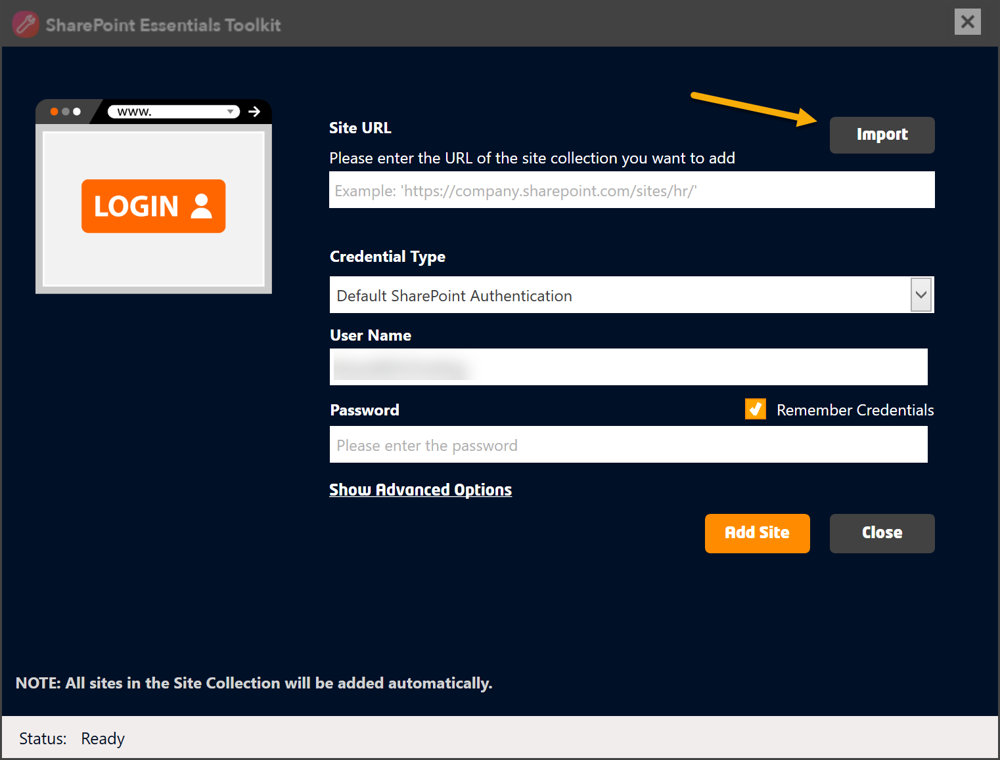 SharePoint Essentials Toolkit
www.
LOGIN
Site URL
Import
Please enter the URL of the site collection you want to add
Example: 'https://company.sharepoint.com/sites/hr/'
Credential Type
Default SharePoint Authentication
User Name
Password
Remember Credentials
Please enter the password
Show Advanced Options
Add Site
Close
NOTE: All sites in the Site Collection will be added automatically.
Status: Ready